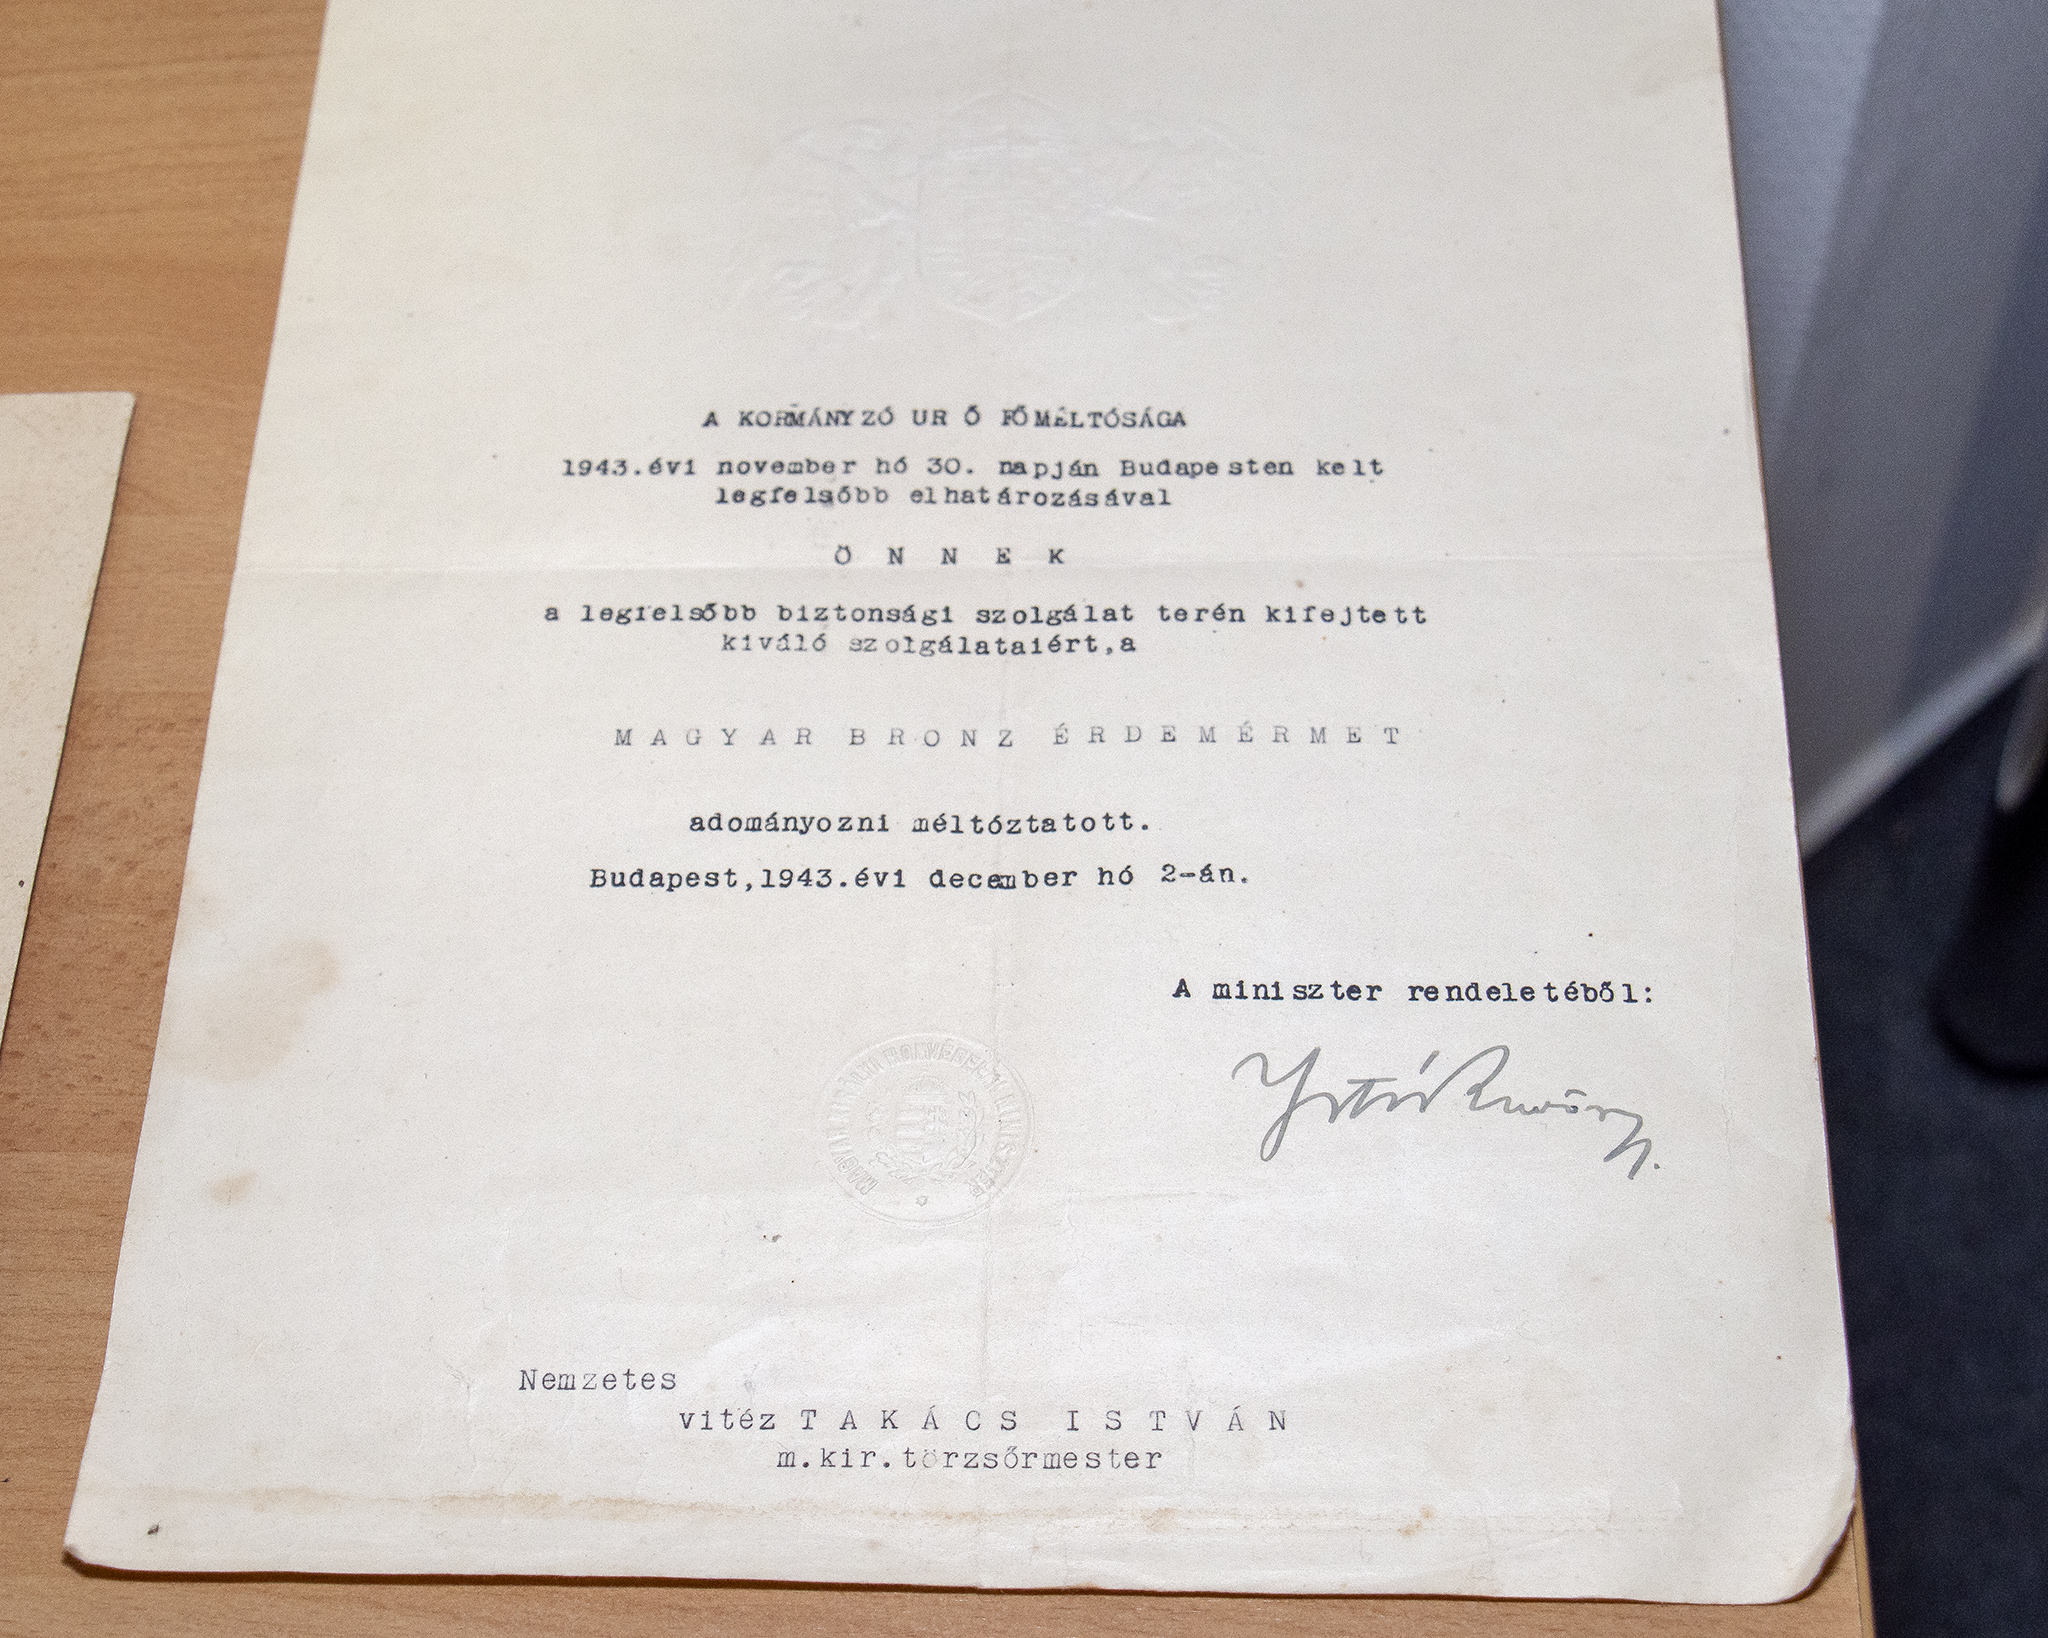 A KORMÁNYZÓ UR Ő FŐMÉLTÓSÁGA
1943.évi november hó 30. napján Budapesten kelt
legfelsőbb elhatározásával
Ö N N E K
a legfelsőbb biztonsági szolgálat terén kifejtett
kiváló szolgálataiért,a
M A G Y A R B R O N Z É R D E M É R M E T
adományozni méltóztatott.
Budapest,1943.évi december hó 2-án.
A miniszter rendeletéből:
Nemzetes
vitéz T A K Á C S I S T V Á N
m.kir.törzsőrmester